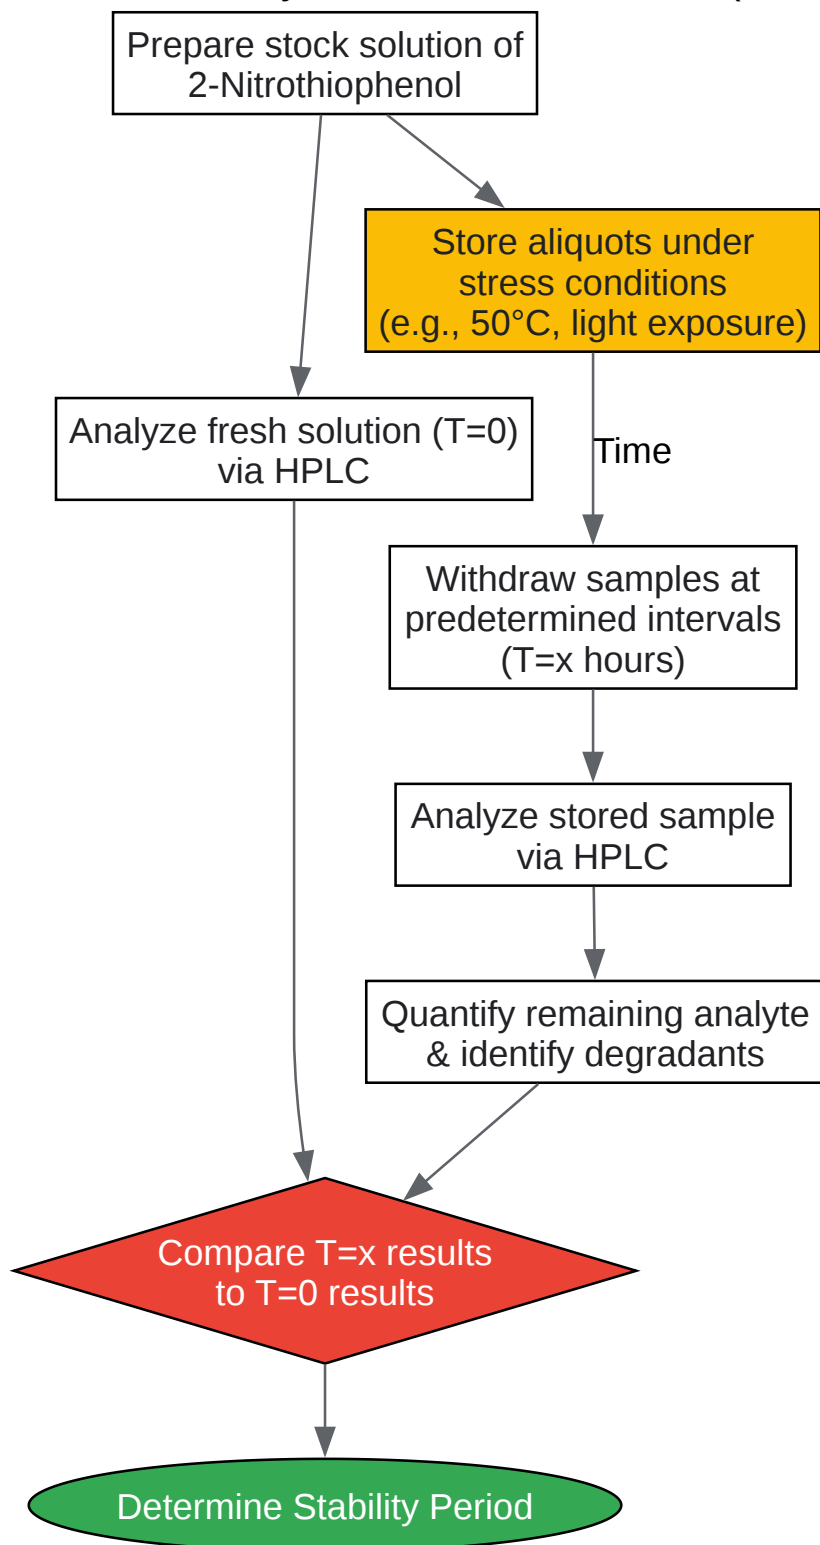 Prepare stock solution of
2-Nitrothiophenol
Store aliquots under
stress conditions
(e.g., 50°C, light exposure)
Analyze fresh solution (T=0)
via HPLC
Time
Withdraw samples at
predetermined intervals
(T=x hours)
Analyze stored sample
via HPLC
Quantify remaining analyte
& identify degradants
Compare T=x results
to T=0 results
Determine Stability Period